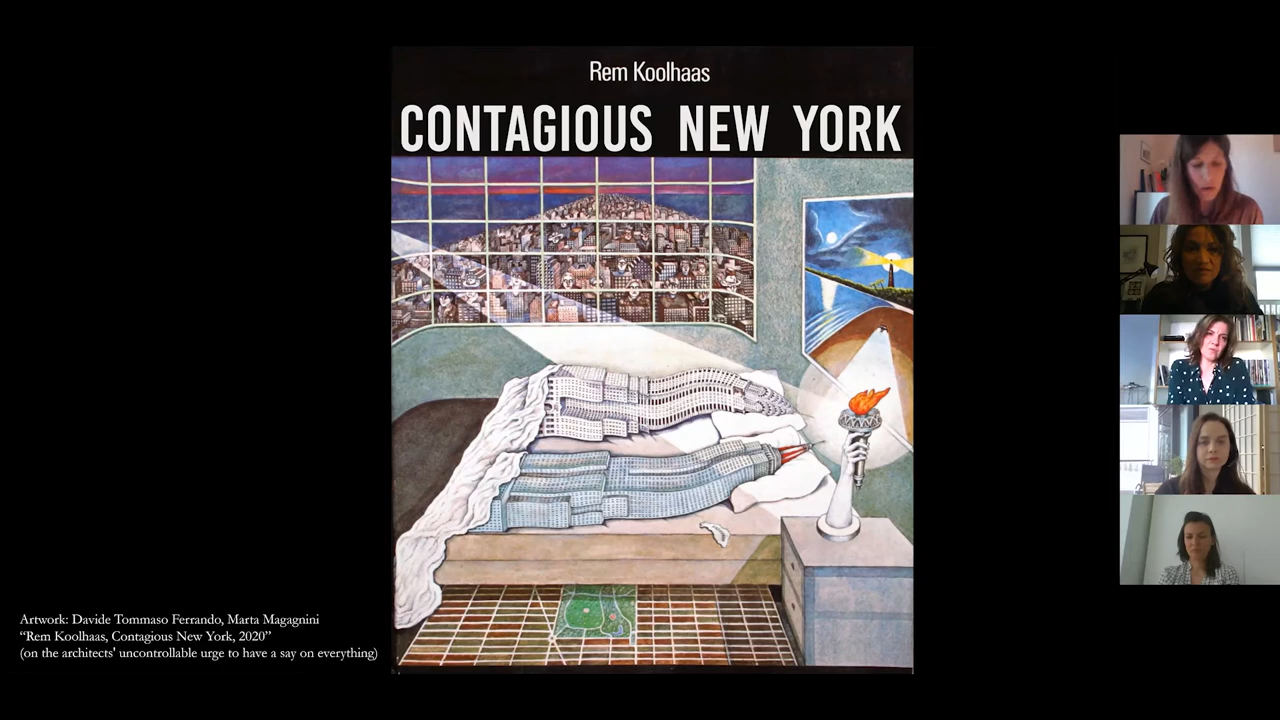 Rem Koolhaas
CONTAGIOUS NEW YORK
Artwork: Davide Tommaso Ferrando, Marta Magagnini
“Rem Koolhaas, Contagious New York, 2020”
(on the architects' uncontrollable urge to have a say on everything)